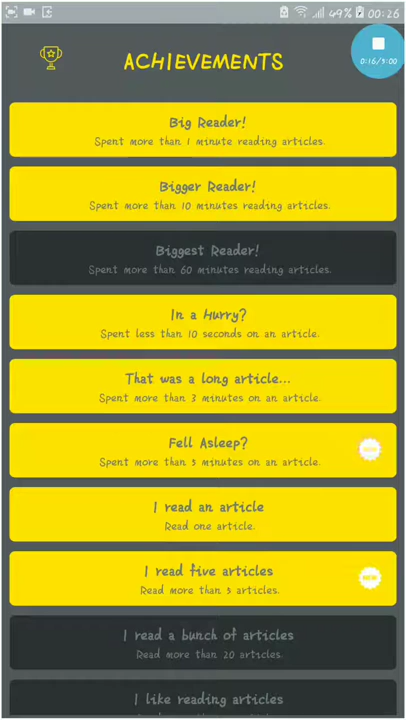 49% 00:26
ACHIEVEMENTS
0:16/5:00
Big Reader!
Spent more than 1 minute reading articles.
Bigger Reader!
Spent more than 10 minutes reading articles.
Biggest Reader!
Spent more than 60 minutes reading articles.
In a Hurry?
Spent less than 10 seconds on an article.
That was a long article...
Spent more than 3 minutes on an article.
Fell Asleep?
Spent more than 5 minutes on an article.
I read an article
Read one article.
I read five articles
Read more than 5 articles.
I read a bunch of articles
Read more than 20 articles.
I like reading articles